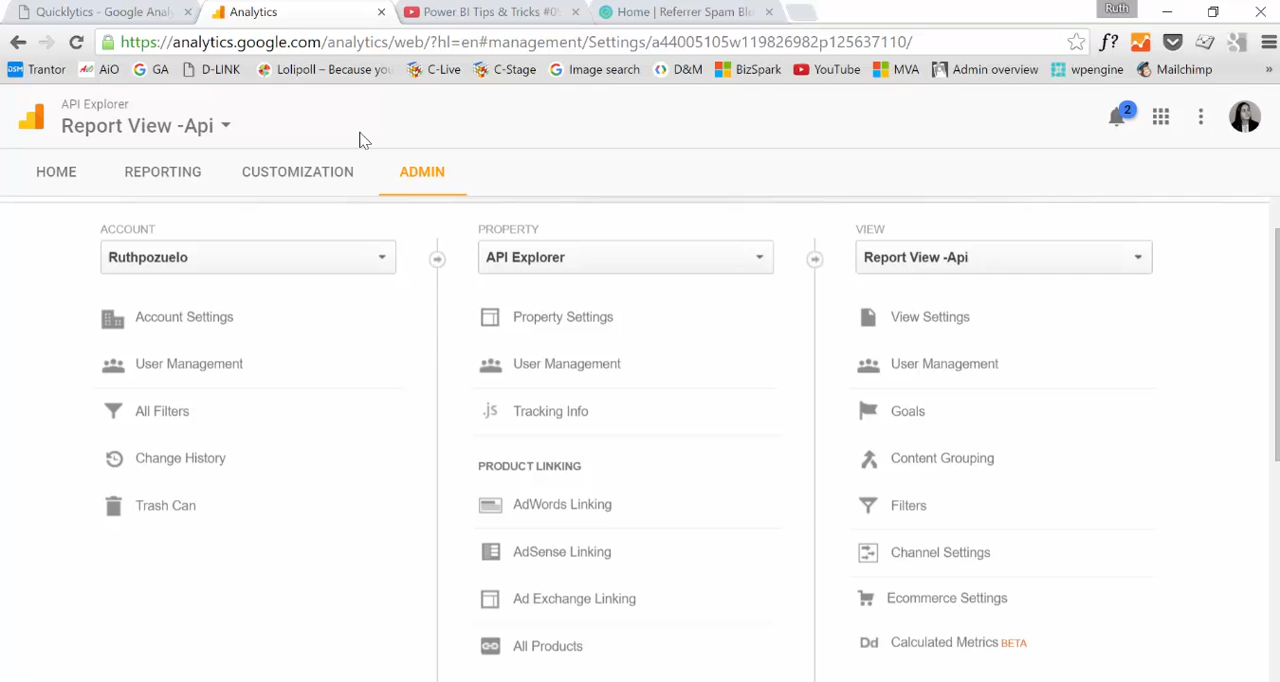 Quicklytics - Google Anal
Analytics
Power BI Tips & Tricks #0
Home | Referrer Spam Blo
Ruth
https://analytics.google.com/analytics/web/?hl=en#management/Settings/a44005105w119826982p125637110/
f?
DSM Trantor
AiO
GA
D-LINK
Lolipoll – Because you
C-Live
C-Stage
Image search
D&M
BizSpark
YouTube
MVA
Admin overview
wpengine
Mailchimp
»
API Explorer
Report View -Api
2
HOME
REPORTING
CUSTOMIZATION
ADMIN
ACCOUNT
Ruthpozuelo
Account Settings
User Management
All Filters
Change History
Trash Can
PROPERTY
API Explorer
Property Settings
User Management
.js Tracking Info
PRODUCT LINKING
AdWords Linking
AdSense Linking
Ad Exchange Linking
All Products
VIEW
Report View -Api
View Settings
User Management
Goals
Content Grouping
Filters
Channel Settings
Ecommerce Settings
Dd Calculated Metrics BETA